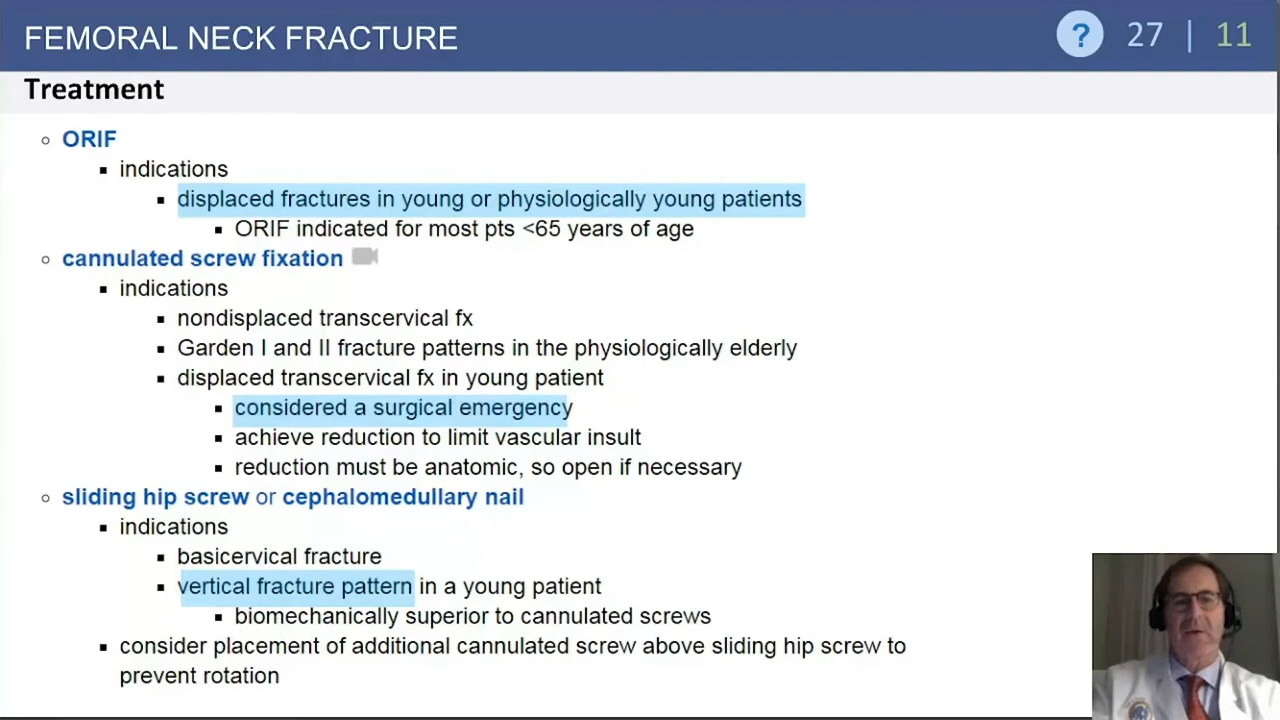 FEMORAL NECK FRACTURE
? 27 | 11
Treatment
ORIF
indications
displaced fractures in young or physiologically young patients
ORIF indicated for most pts <65 years of age
cannulated screw fixation
indications
nondisplaced transcervical fx
Garden I and II fracture patterns in the physiologically elderly
displaced transcervical fx in young patient
considered a surgical emergency
achieve reduction to limit vascular insult
reduction must be anatomic, so open if necessary
sliding hip screw or cephalomedullary nail
indications
basicervical fracture
vertical fracture pattern in a young patient
biomechanically superior to cannulated screws
consider placement of additional cannulated screw above sliding hip screw to
prevent rotation